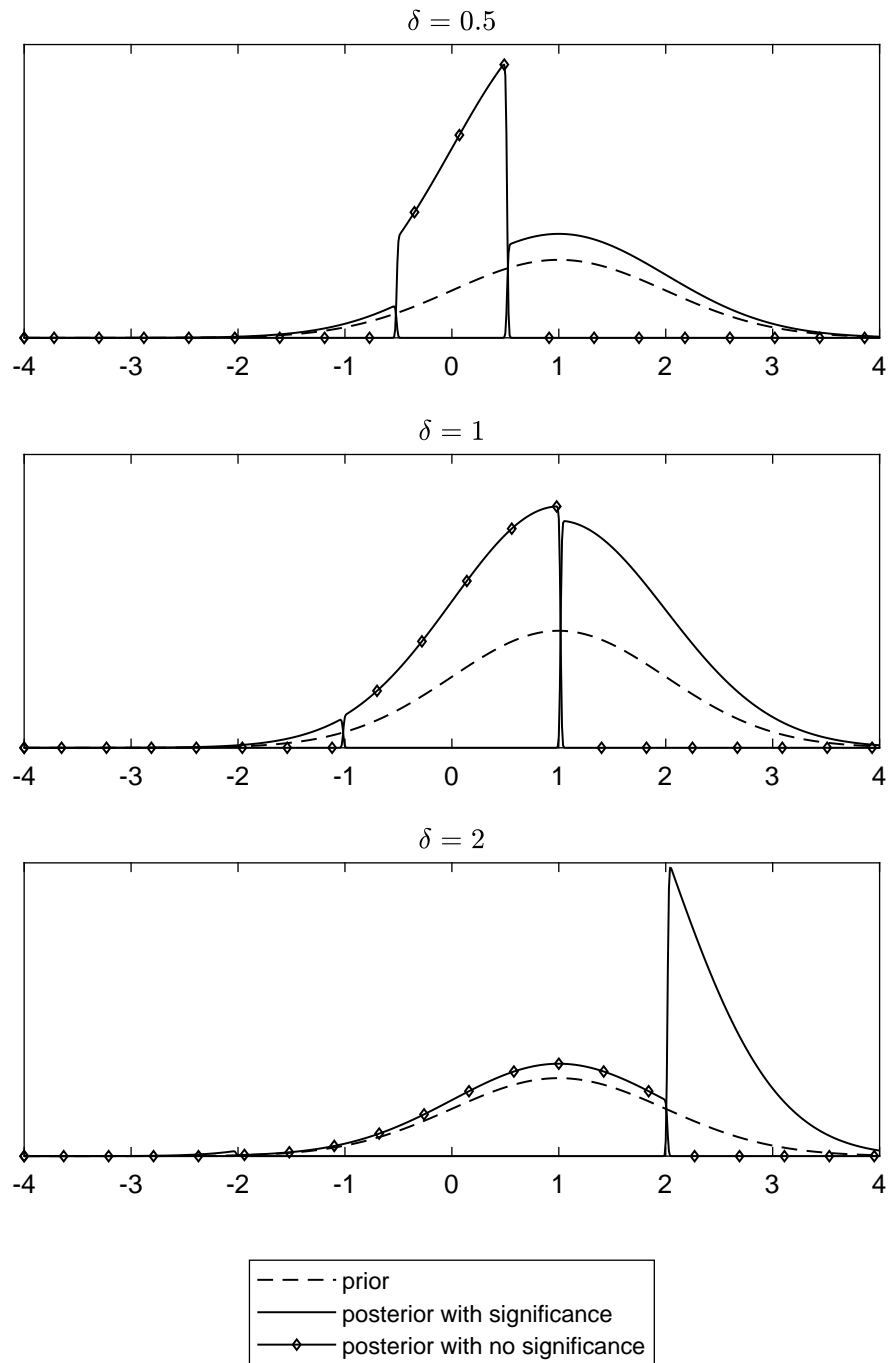 δ = 0.5
-4 -3 -2 -1 0 1 2 3 4
δ = 1
-4 -3 -2 -1 0 1 2 3 4
δ = 2
-4 -3 -2 -1 0 1 2 3 4
prior
posterior with significance
posterior with no significance